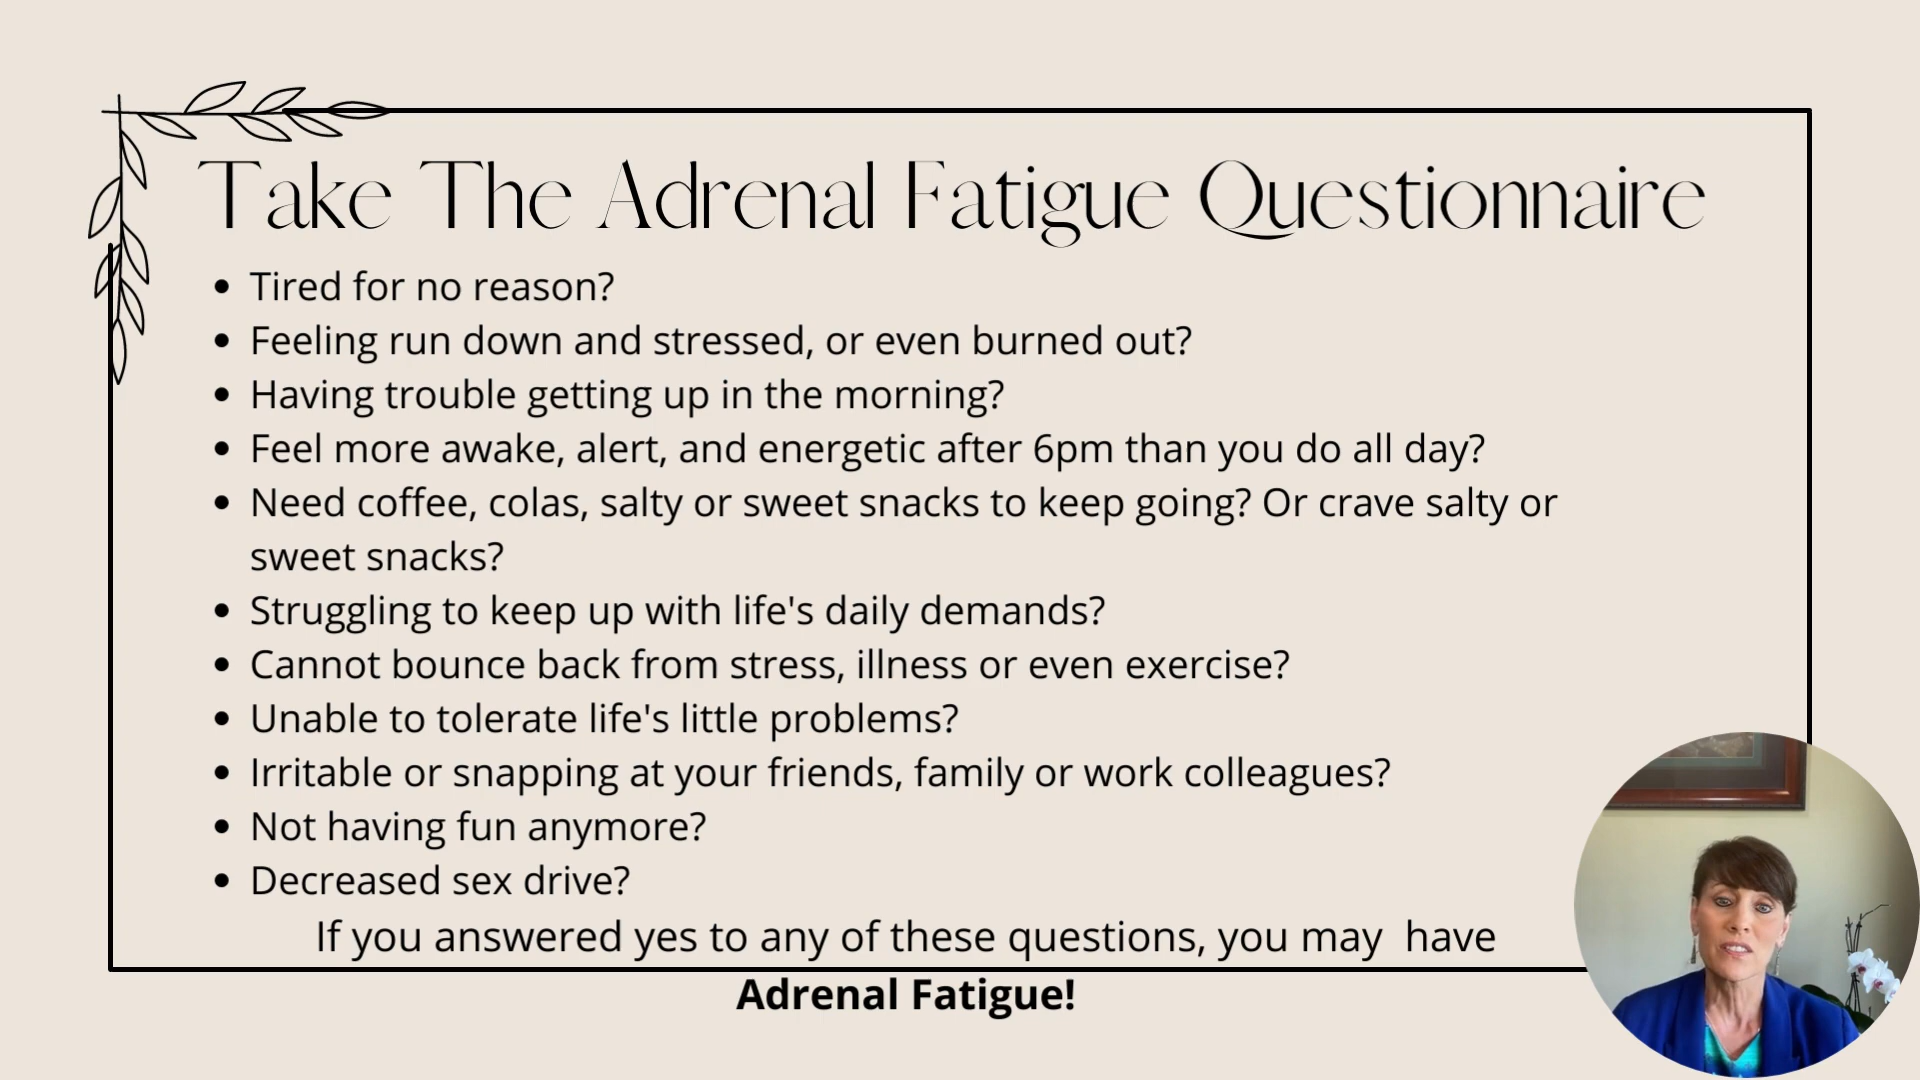 Take The Adrenal Fatigue Questionnaire
• Tired for no reason?
• Feeling run down and stressed, or even burned out?
• Having trouble getting up in the morning?
• Feel more awake, alert, and energetic after 6pm than you do all day?
• Need coffee, colas, salty or sweet snacks to keep going? Or crave salty or
sweet snacks?
• Struggling to keep up with life's daily demands?
• Cannot bounce back from stress, illness or even exercise?
• Unable to tolerate life's little problems?
• Irritable or snapping at your friends, family or work colleagues?
• Not having fun anymore?
• Decreased sex drive?
If you answered yes to any of these questions, you may  have
Adrenal Fatigue!